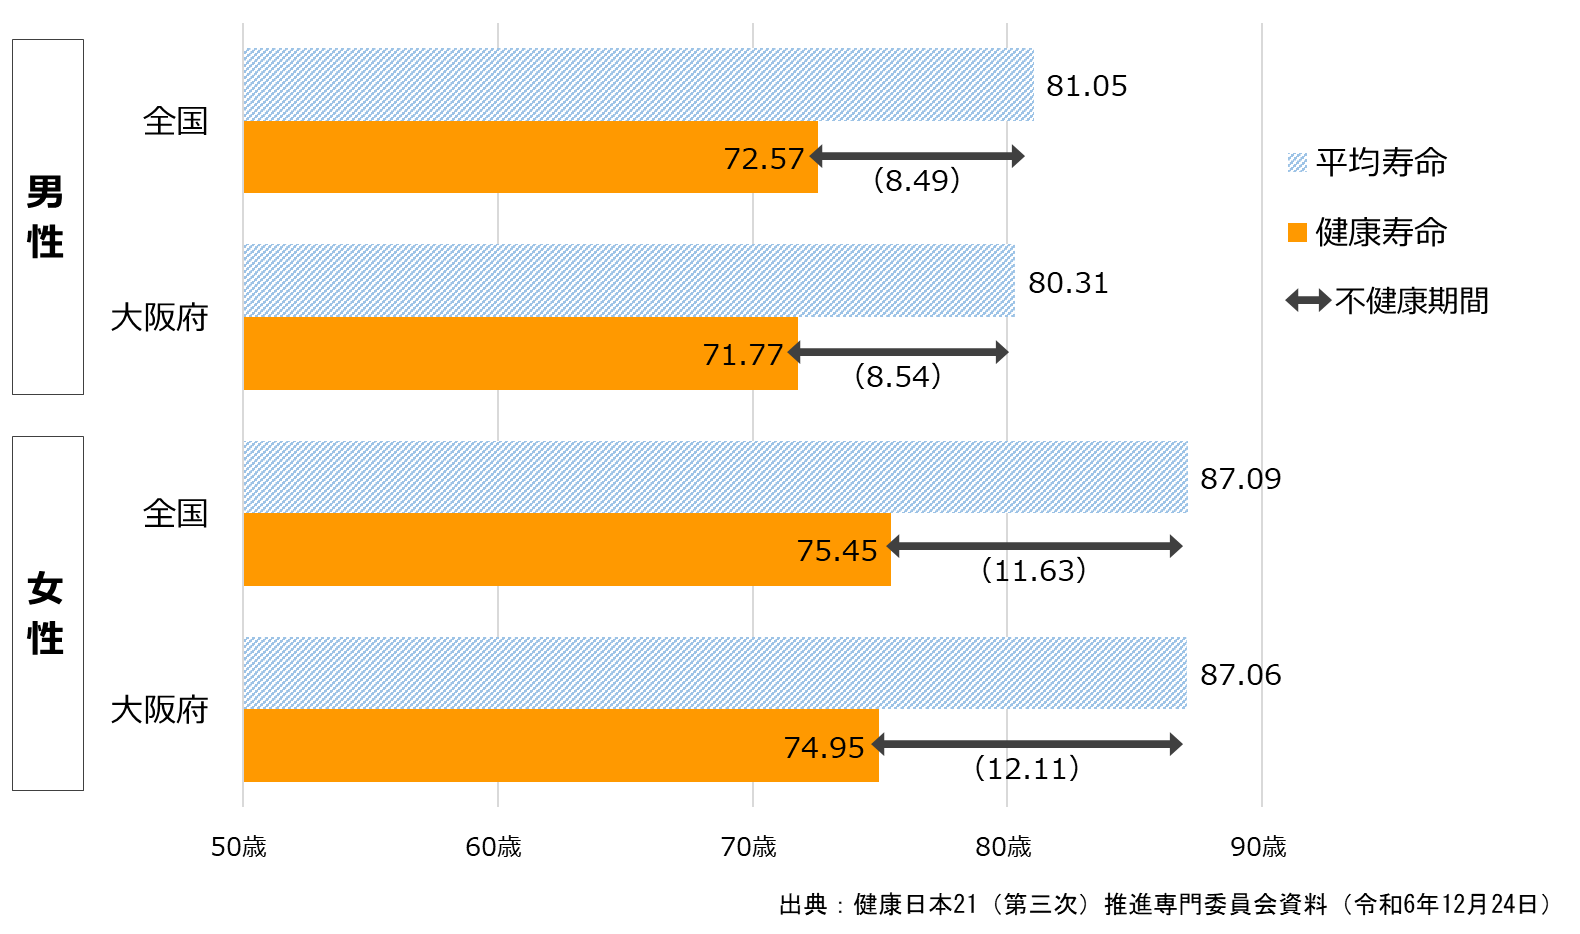 男性
全国
81.05
72.57
（8.49）
大阪府
80.31
71.77
（8.54）
女性
全国
87.09
75.45
（11.63）
大阪府
87.06
74.95
（12.11）
50歳 60歳 70歳 80歳 90歳
平均寿命
健康寿命
不健康期間
出典：健康日本21（第三次）推進専門委員会資料（令和6年12月24日）